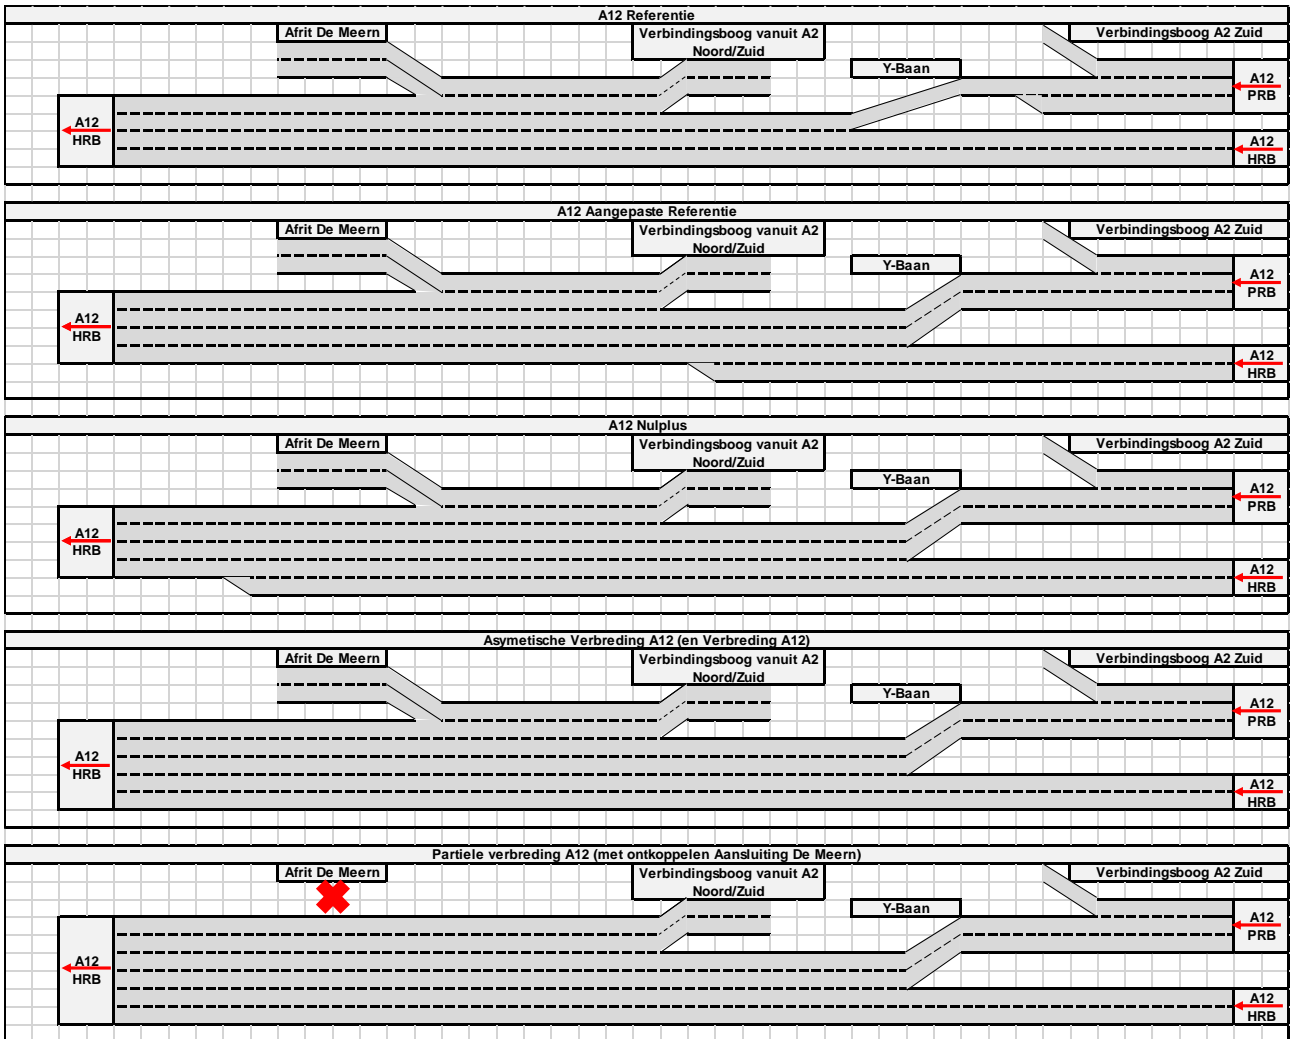 A12 Referentie
Afrit De Meern
Verbindingsboog vanuit A2
Noord/Zuid
Verbindingsboog A2 Zuid
Y-Baan
A12
PRB
A12
HRB
A12
HRB
A12 Aangepaste Referentie
Afrit De Meern
Verbindingsboog vanuit A2
Noord/Zuid
Verbindingsboog A2 Zuid
Y-Baan
A12
PRB
A12
HRB
A12
HRB
A12 Nulplus
Afrit De Meern
Verbindingsboog vanuit A2
Noord/Zuid
Verbindingsboog A2 Zuid
Y-Baan
A12
PRB
A12
HRB
A12
HRB
Asymetische Verbreding A12 (en Verbreding A12)
Afrit De Meern
Verbindingsboog vanuit A2
Noord/Zuid
Verbindingsboog A2 Zuid
Y-Baan
A12
PRB
A12
HRB
A12
HRB
Partiele verbreding A12 (met ontkoppelen Aansluiting De Meern)
Afrit De Meern
Verbindingsboog vanuit A2
Noord/Zuid
Verbindingsboog A2 Zuid
Y-Baan
A12
PRB
A12
HRB
A12
HRB